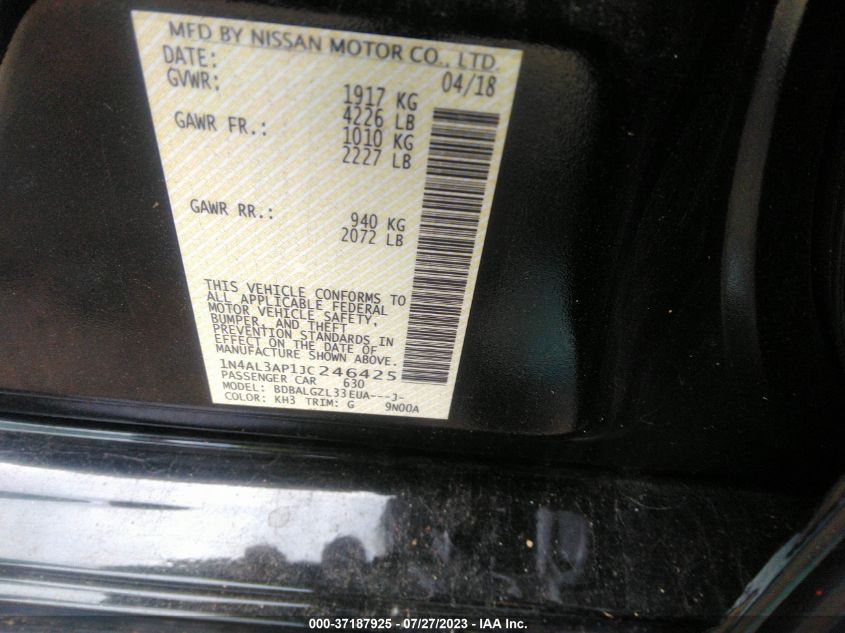 MFD BY NISSAN MOTOR CO., LTD.
DATE: 04/18
GVWR: 1917 KG
4226 LB
GAWR FR.: 1010 KG
2227 LB
GAWR RR.: 940 KG
2072 LB
THIS VEHICLE CONFORMS TO
ALL APPLICABLE FEDERAL
MOTOR VEHICLE SAFETY,
BUMPER, AND THEFT
PREVENTION STANDARDS IN
EFFECT ON THE DATE OF
MANUFACTURE SHOWN ABOVE.
1N4AL3AP1JC246425
PASSENGER CAR 630
MODEL: BDBALGZL33EUA---J-
COLOR: KH3 TRIM: G 9N00A
000-37187925 - 07/27/2023 - IAA Inc.